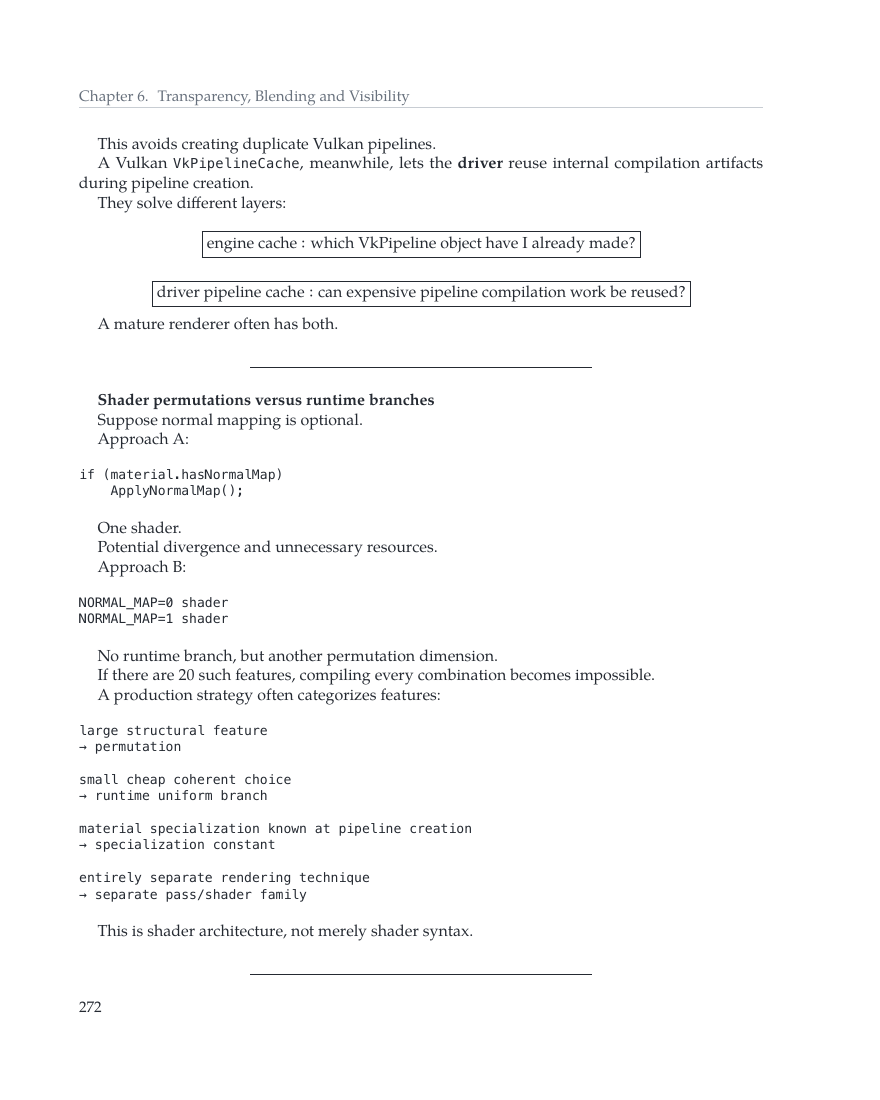 Chapter 6. Transparency, Blending and Visibility
This avoids creating duplicate Vulkan pipelines.
A Vulkan VkPipelineCache, meanwhile, lets the driver reuse internal compilation artifacts
during pipeline creation.
They solve different layers:
engine cache : which VkPipeline object have I already made?
driver pipeline cache : can expensive pipeline compilation work be reused?
A mature renderer often has both.
Shader permutations versus runtime branches
Suppose normal mapping is optional.
Approach A:
if (material.hasNormalMap)
    ApplyNormalMap();
One shader.
Potential divergence and unnecessary resources.
Approach B:
NORMAL_MAP=0 shader
NORMAL_MAP=1 shader
No runtime branch, but another permutation dimension.
If there are 20 such features, compiling every combination becomes impossible.
A production strategy often categorizes features:
large structural feature
→ permutation
small cheap coherent choice
→ runtime uniform branch
material specialization known at pipeline creation
→ specialization constant
entirely separate rendering technique
→ separate pass/shader family
This is shader architecture, not merely shader syntax.
272